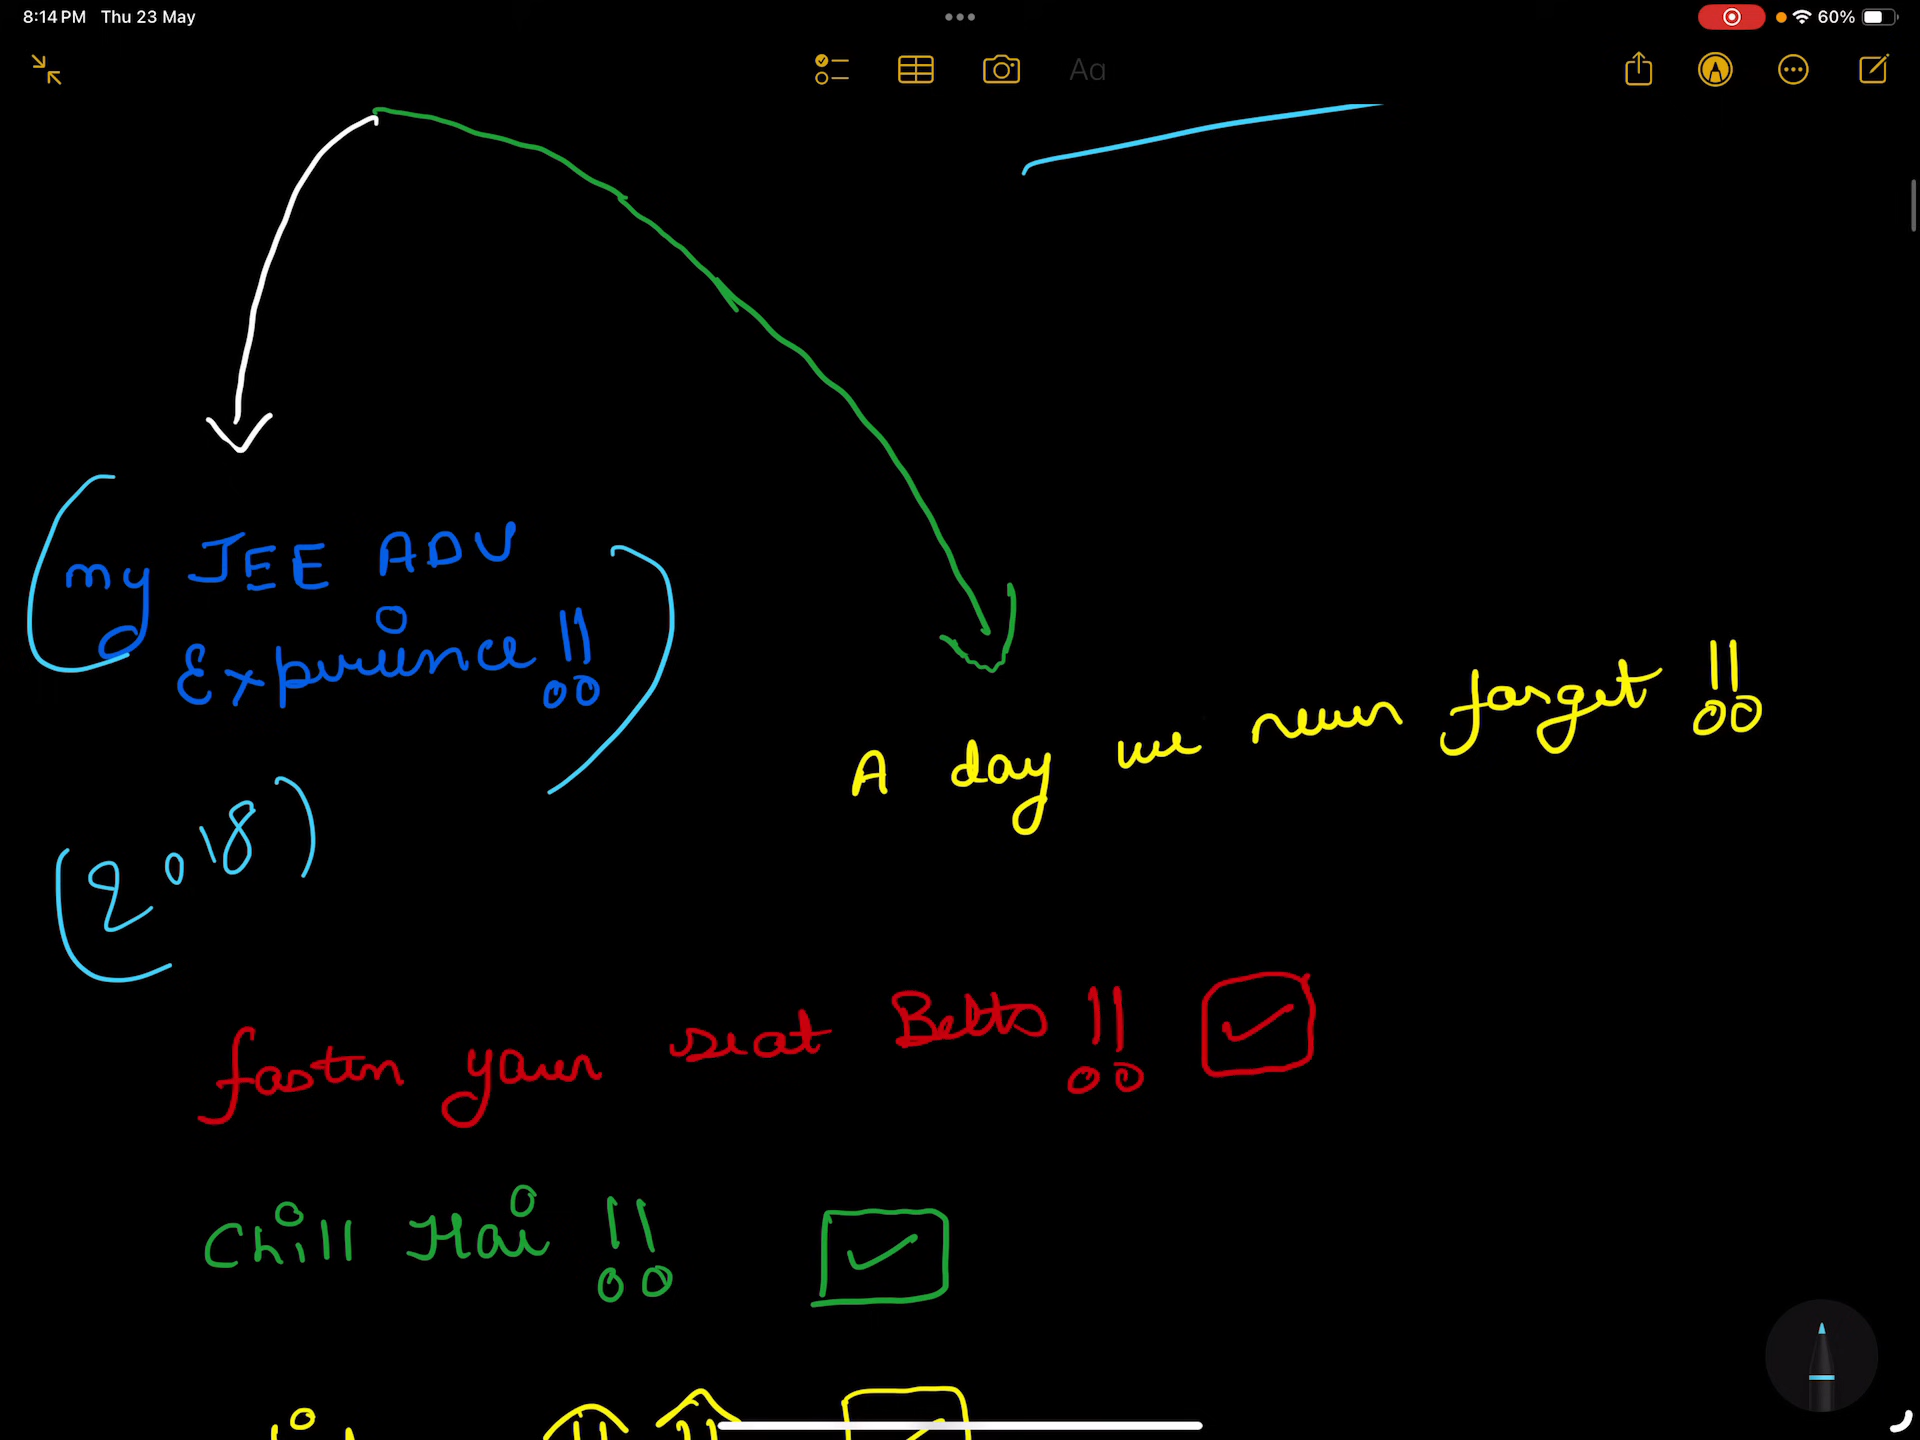 8:14 PM Thu 23 May
60%
Aa
my JEE ADV
Experience !!
A day we never forget !!
(2018)
fasten your seat Belts !!
Chill Hai !!